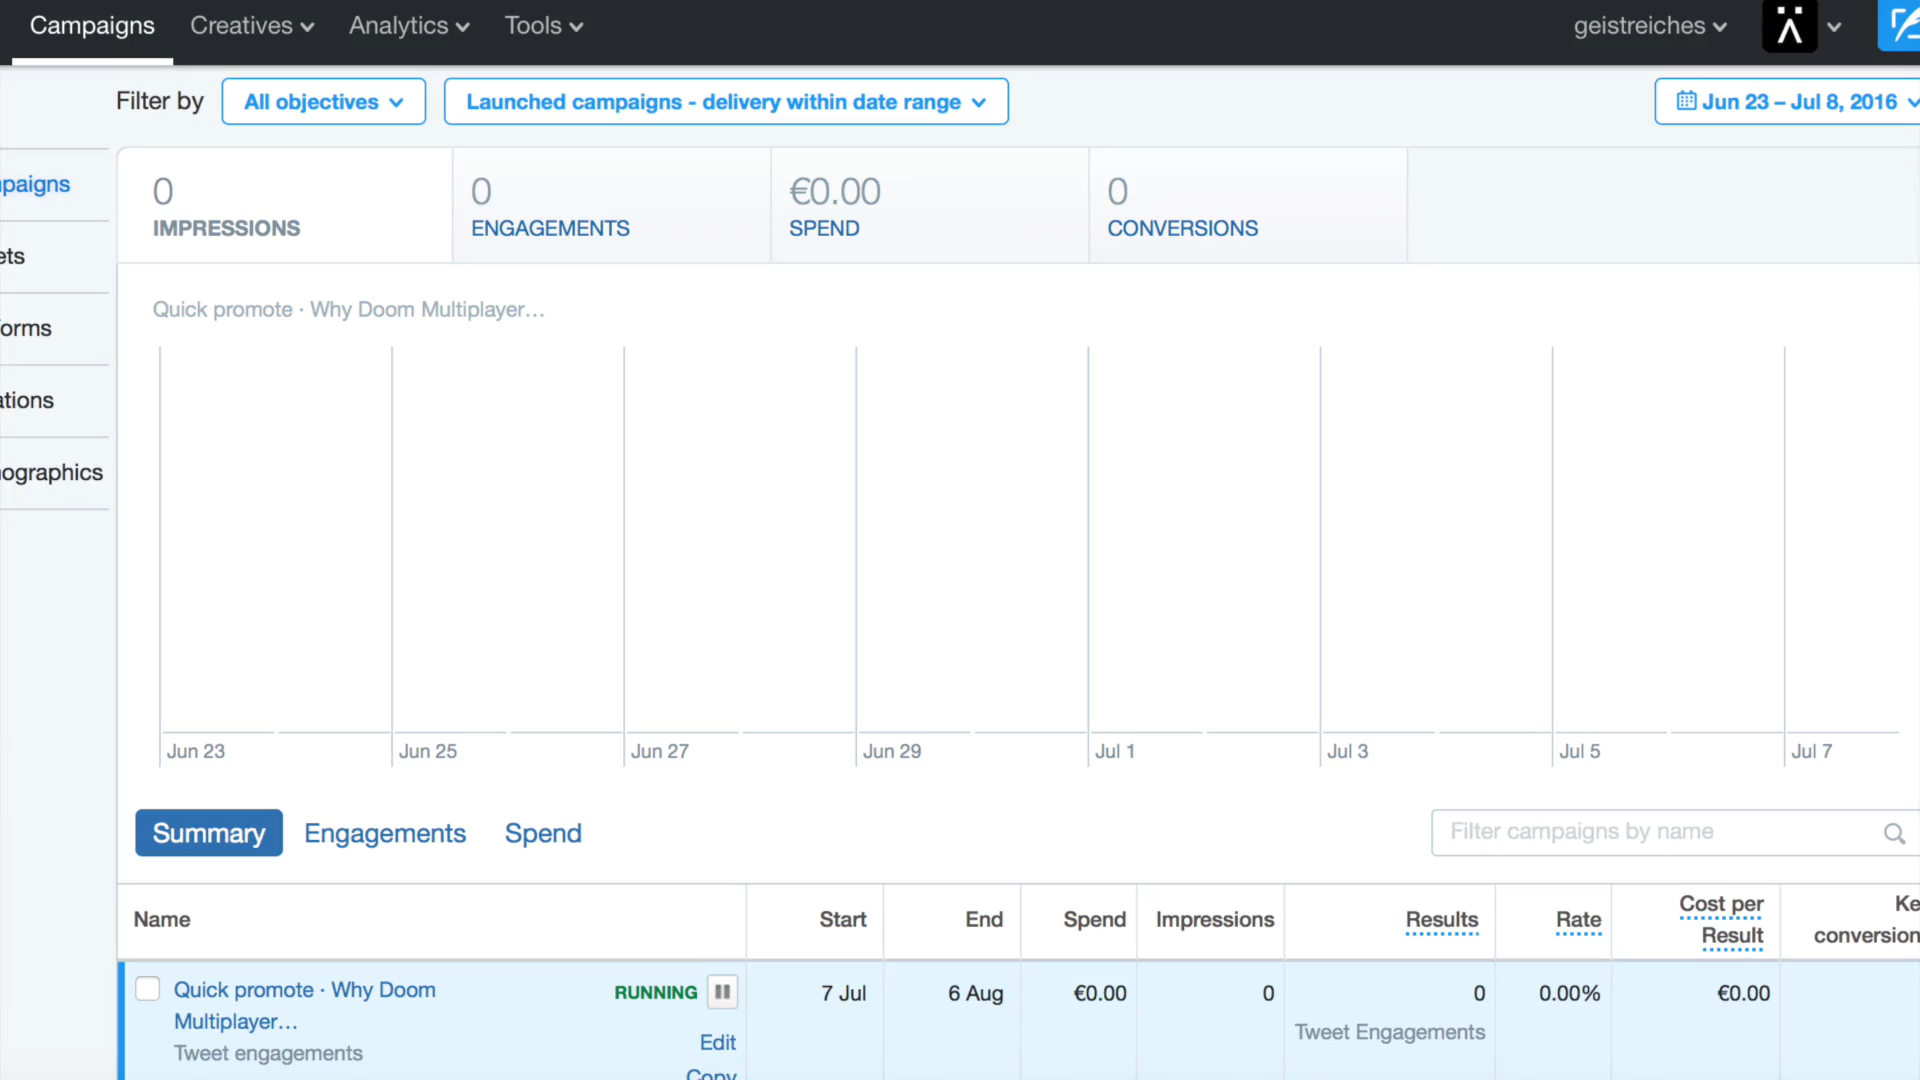 Campaigns Creatives Analytics Tools geistreiches
Filter by All objectives Launched campaigns - delivery within date range Jun 23 – Jul 8, 2016
paigns
ets
orms
ations
ographics
0 0 €0.00 0
IMPRESSIONS ENGAGEMENTS SPEND CONVERSIONS
Quick promote · Why Doom Multiplayer…
Jun 23 Jun 25 Jun 27 Jun 29 Jul 1 Jul 3 Jul 5 Jul 7
Summary Engagements Spend Filter campaigns by name
Name Start End Spend Impressions Results Rate Cost per Result Ke conversion
Quick promote · Why Doom RUNNING 7 Jul 6 Aug €0.00 0 0 0.00% €0.00
Multiplayer…
Tweet Engagements
Tweet engagements Edit
Copy